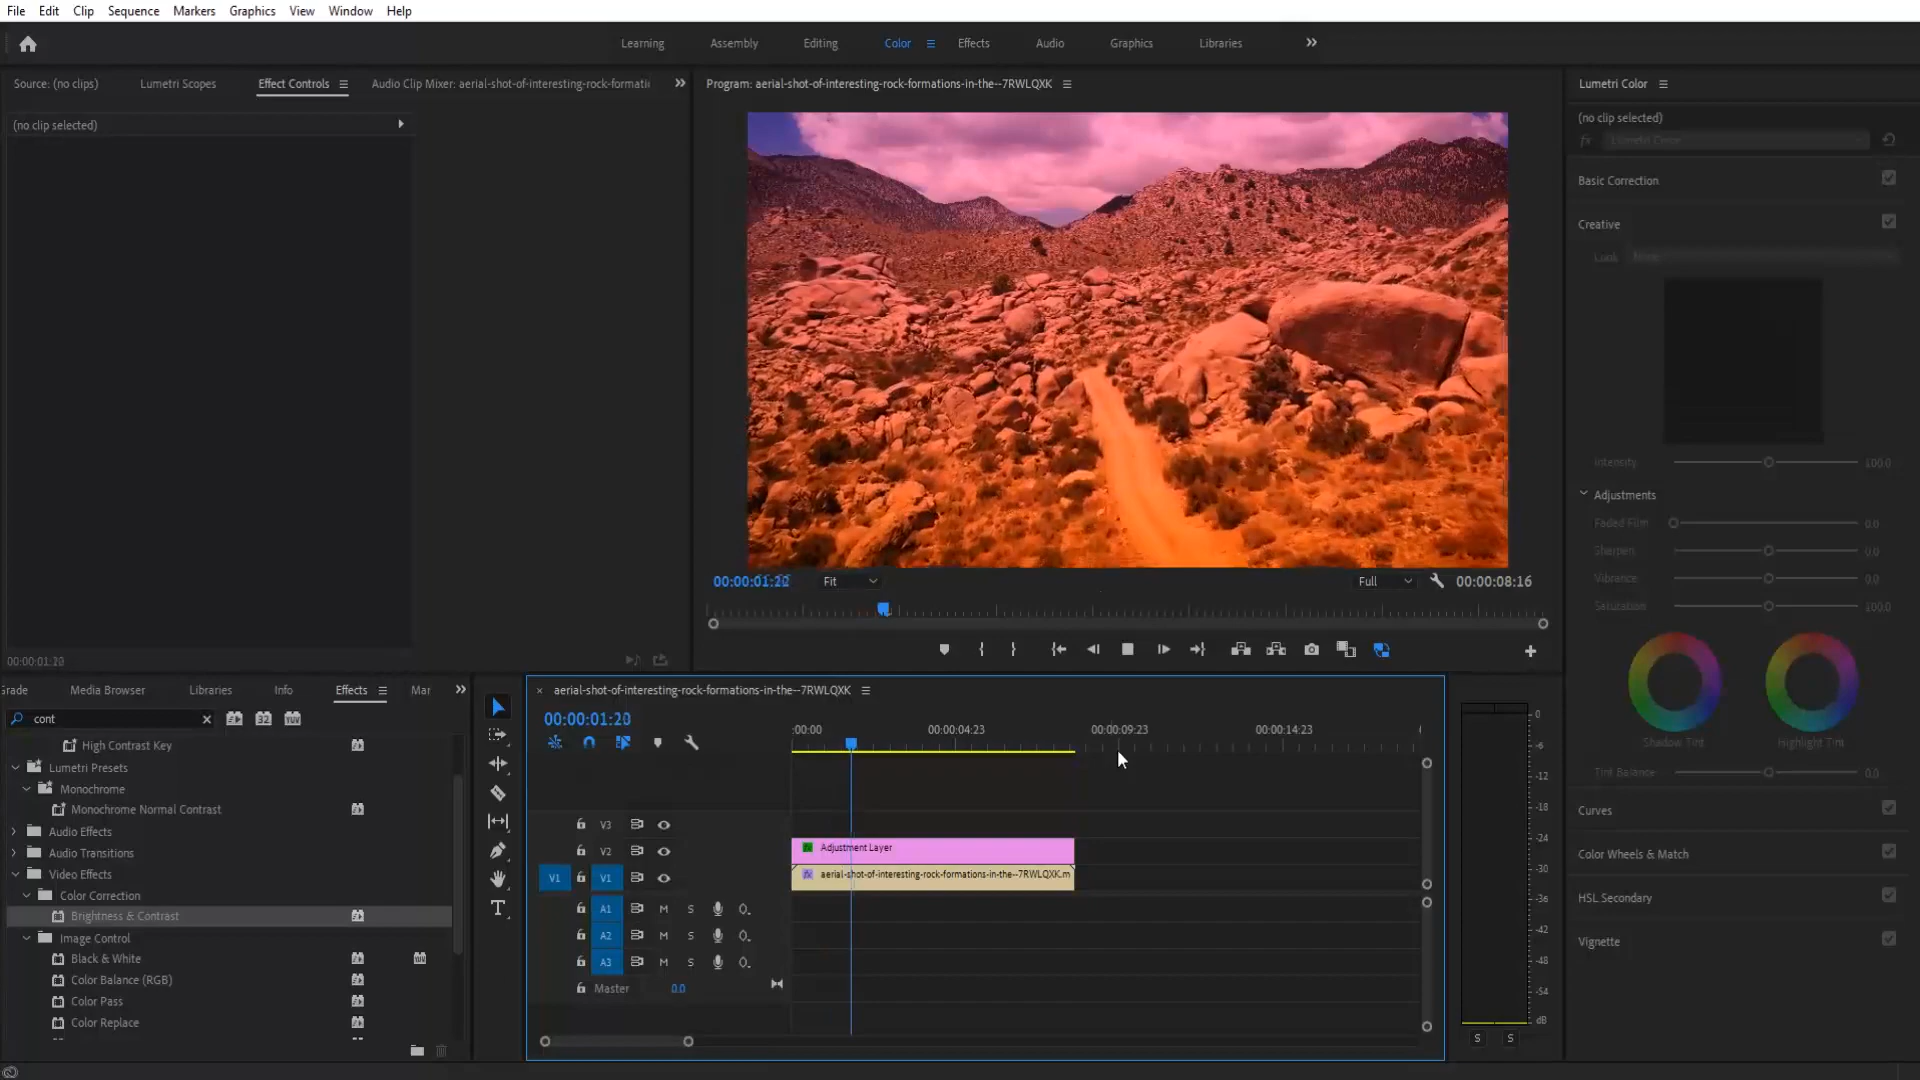 File Edit Clip Sequence Markers Graphics View Window Help
Learning Assembly Editing Color Effects Audio Graphics Libraries
Source: (no clips) Lumetri Scopes Effect Controls Audio Clip Mixer: aerial-shot-of-interesting-rock-formati
Program: aerial-shot-of-interesting-rock-formations-in-the--7RWLQXK
Lumetri Color
(no clip selected)
(no clip selected)
fx Lumetri Color
Basic Correction
Creative
Look None
Intensity 100.0
Adjustments
Faded Film 0.0
Sharpen 0.0
Vibrance 0.0
Saturation 100.0
Shadow Tint Highlight Tint
Tint Balance 0.0
Curves
Color Wheels & Match
HSL Secondary
Vignette
00:00:01:20 Fit Full 00:00:08:16
00:00:01:20
Grade Media Browser Libraries Info Effects Mar
cont
32 YUV
High Contrast Key
Lumetri Presets
Monochrome
Monochrome Normal Contrast
Audio Effects
Audio Transitions
Video Effects
Color Correction
Brightness & Contrast
Image Control
Black & White
Color Balance (RGB)
Color Pass
Color Replace
aerial-shot-of-interesting-rock-formations-in-the--7RWLQXK
00:00:01:20
:00:00 00:00:04:23 00:00:09:23 00:00:14:23
V3
V2 fx Adjustment Layer
V1 V1 fx aerial-shot-of-interesting-rock-formations-in-the--7RWLQXK.m
A1 M S
A2 M S
A3 M S
Master 0.0
0
-6
-12
-18
-24
-30
-36
-42
-48
-54
dB
S S